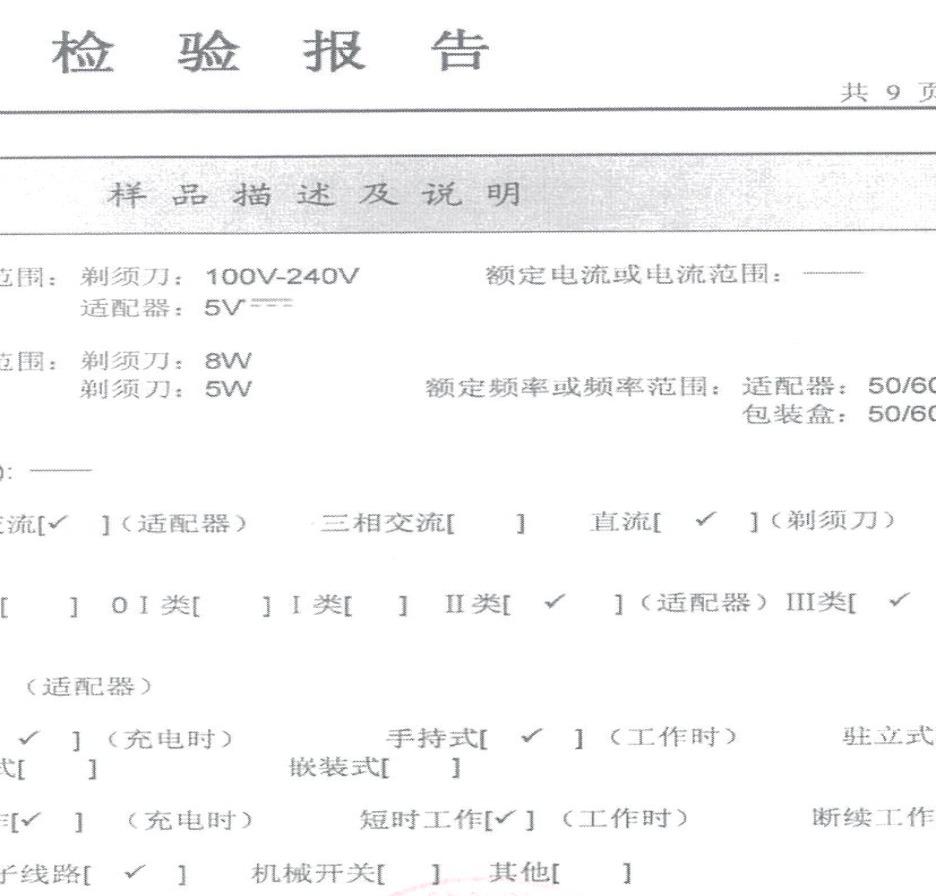 检 验 报 告
共 9 页
样 品 描 述 及 说 明
范围： 剃须刀： 100V-240V 额定电流或电流范围： ——
适配器： 5V⎓
范围： 剃须刀： 8W
剃须刀： 5W 额定频率或频率范围： 适配器： 50/60
包装盒： 50/60
): ——
交流[✓ ]（适配器） 三相交流[ ] 直流[ ✓ ]（剃须刀）
[ ] 0 I 类[ ] I 类[ ] II 类[ ✓ ]（适配器）III类[ ✓
（适配器）
✓ ]（充电时） 手持式[ ✓ ]（工作时） 驻立式
式[ ] 嵌装式[ ]
作[✓ ] （充电时） 短时工作[✓ ]（工作时） 断续工作
子线路[ ✓ ] 机械开关[ ] 其他[ ]